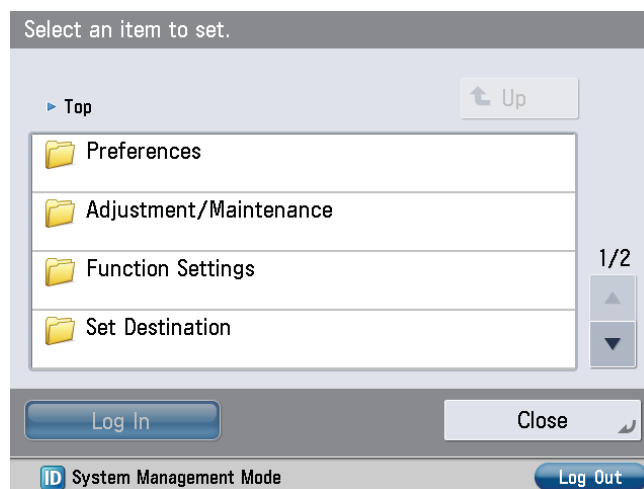 Select an item to set.
Top
Up
Preferences
Adjustment/Maintenance
Function Settings
Set Destination
1/2
Log In
Close
ID System Management Mode
Log Out